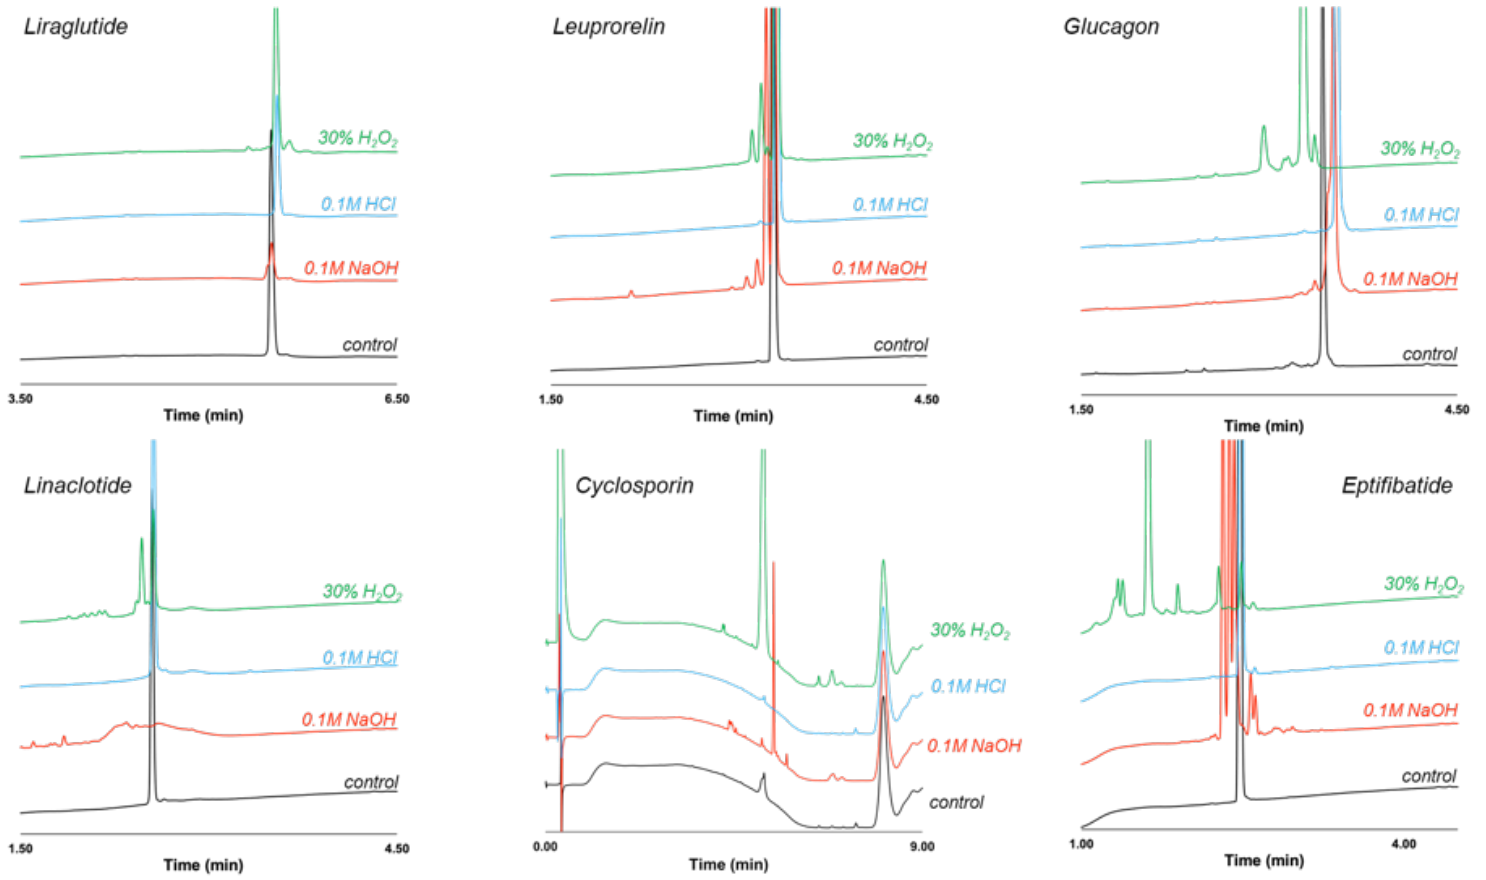 Liraglutide
30% H₂O₂
0.1M HCl
0.1M NaOH
control
3.50
6.50
Time (min)
Leuprorelin
30% H₂O₂
0.1M HCl
0.1M NaOH
control
1.50
4.50
Time (min)
Glucagon
30% H₂O₂
0.1M HCl
0.1M NaOH
control
1.50
4.50
Time (min)
Linaclotide
30% H₂O₂
0.1M HCl
0.1M NaOH
control
1.50
4.50
Time (min)
Cyclosporin
30% H₂O₂
0.1M HCl
0.1M NaOH
control
0.00
9.00
Time (min)
Eptifibatide
30% H₂O₂
0.1M HCl
0.1M NaOH
control
1.00
4.00
Time (min)